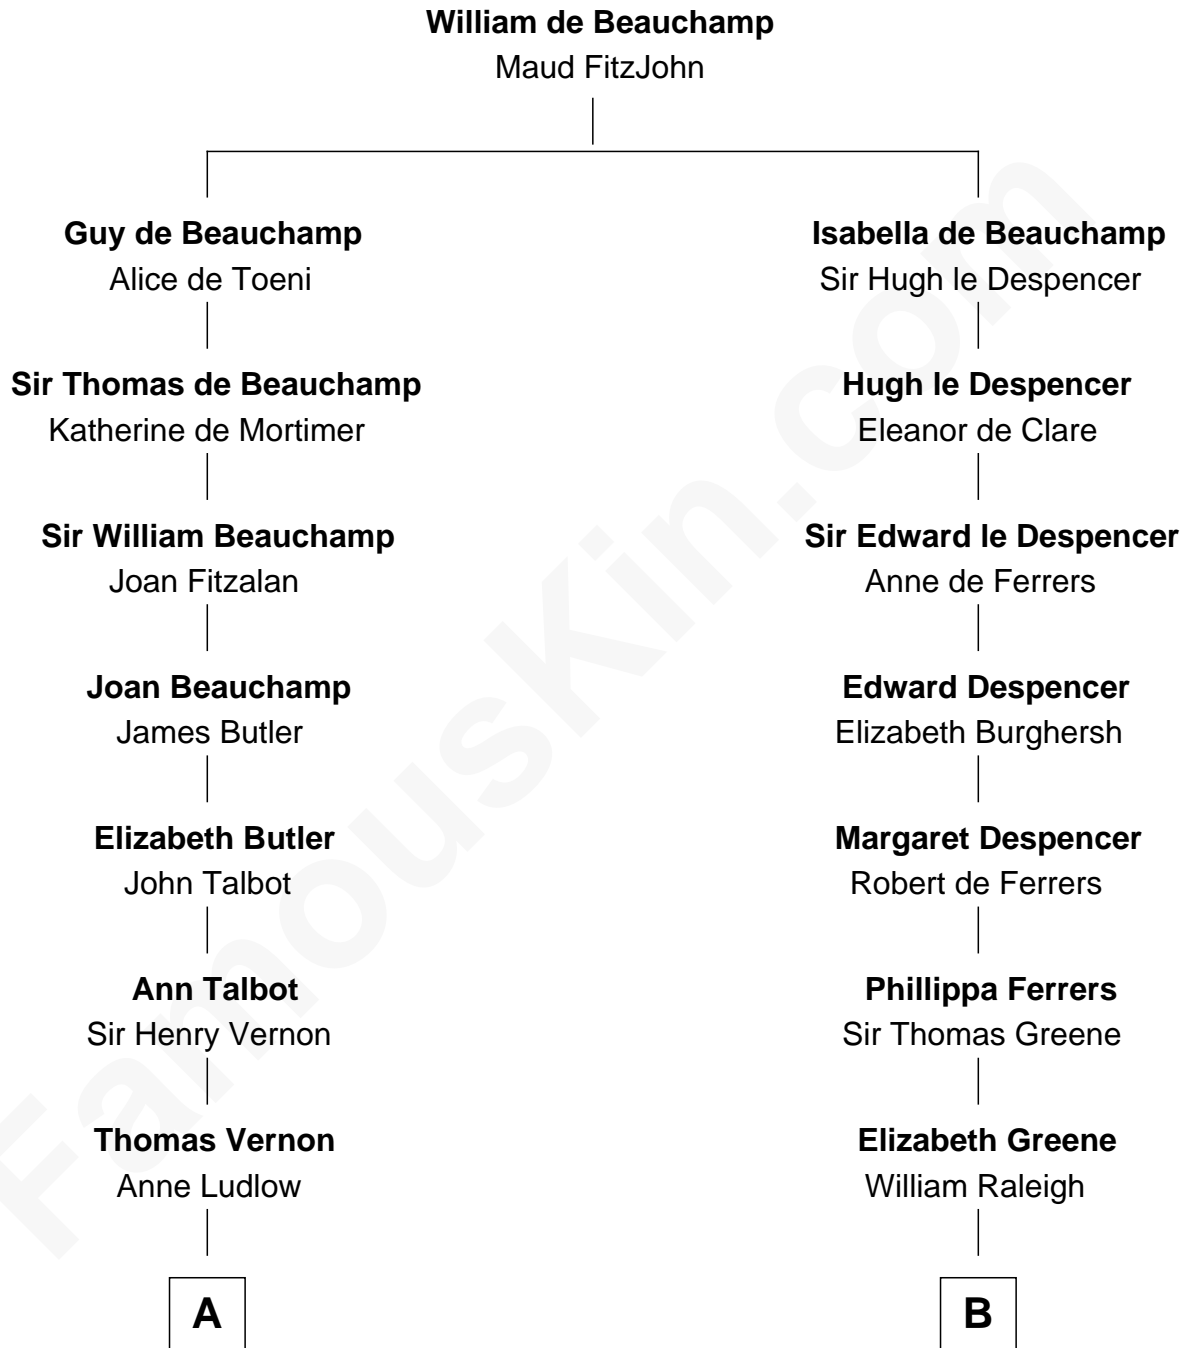 William de Beauchamp
Maud FitzJohn
Guy de Beauchamp
Alice de Toeni
Isabella de Beauchamp
Sir Hugh le Despencer
Sir Thomas de Beauchamp
Katherine de Mortimer
Hugh le Despencer
Eleanor de Clare
Sir William Beauchamp
Joan Fitzalan
Sir Edward le Despencer
Anne de Ferrers
Joan Beauchamp
James Butler
Edward Despencer
Elizabeth Burghersh
Elizabeth Butler
John Talbot
Margaret Despencer
Robert de Ferrers
Ann Talbot
Sir Henry Vernon
Phillippa Ferrers
Sir Thomas Greene
Thomas Vernon
Anne Ludlow
Elizabeth Greene
William Raleigh
A
B
FamousKin.com